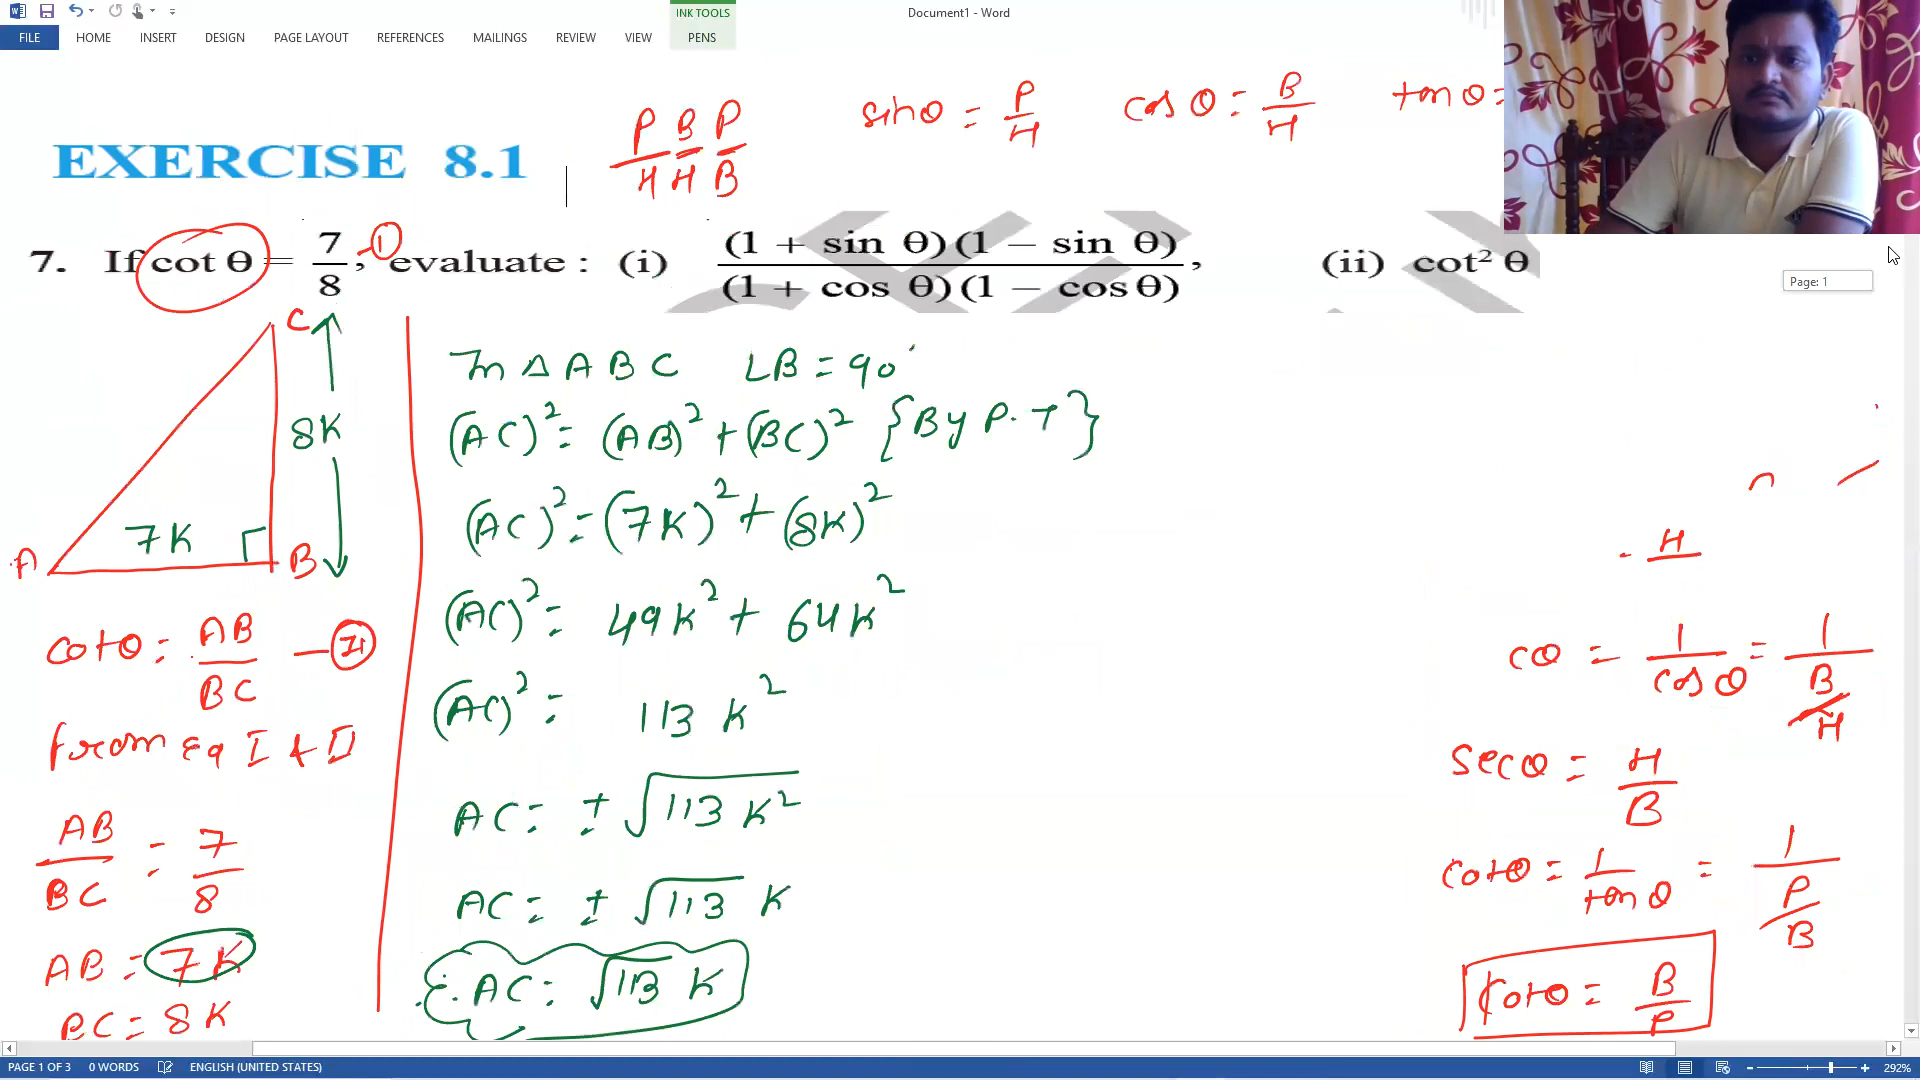 Document1 - Word
INK TOOLS
FILE HOME INSERT DESIGN PAGE LAYOUT REFERENCES MAILINGS REVIEW VIEW PENS
P/H B/H P/B
sinθ = P/H cosθ = B/H tanθ =
EXERCISE 8.1
7. If cot θ = 7/8, -① evaluate : (i) (1 + sin θ)(1 − sin θ)/(1 + cos θ)(1 − cos θ), (ii) cot² θ
Page: 1
C
8K
7K
A
B
cotθ = AB/BC — II
from Eq I & II
AB/BC = 7/8
AB = 7K
BC = 8K
In Δ ABC ∠B = 90°
(AC)² = (AB)² + (BC)² {By P.T}
(AC)² = (7K)² + (8K)²
(AC)² = 49K² + 64K²
(AC)² = 113 K²
AC = ± √113 K²
AC = ± √113 K
∴ AC = √113 K
H
= 1/cosθ = 1/B/H
secθ = H/B
cotθ = 1/tanθ = 1/P/B
cotθ = B/P
PAGE 1 OF 3 0 WORDS ENGLISH (UNITED STATES) 292%